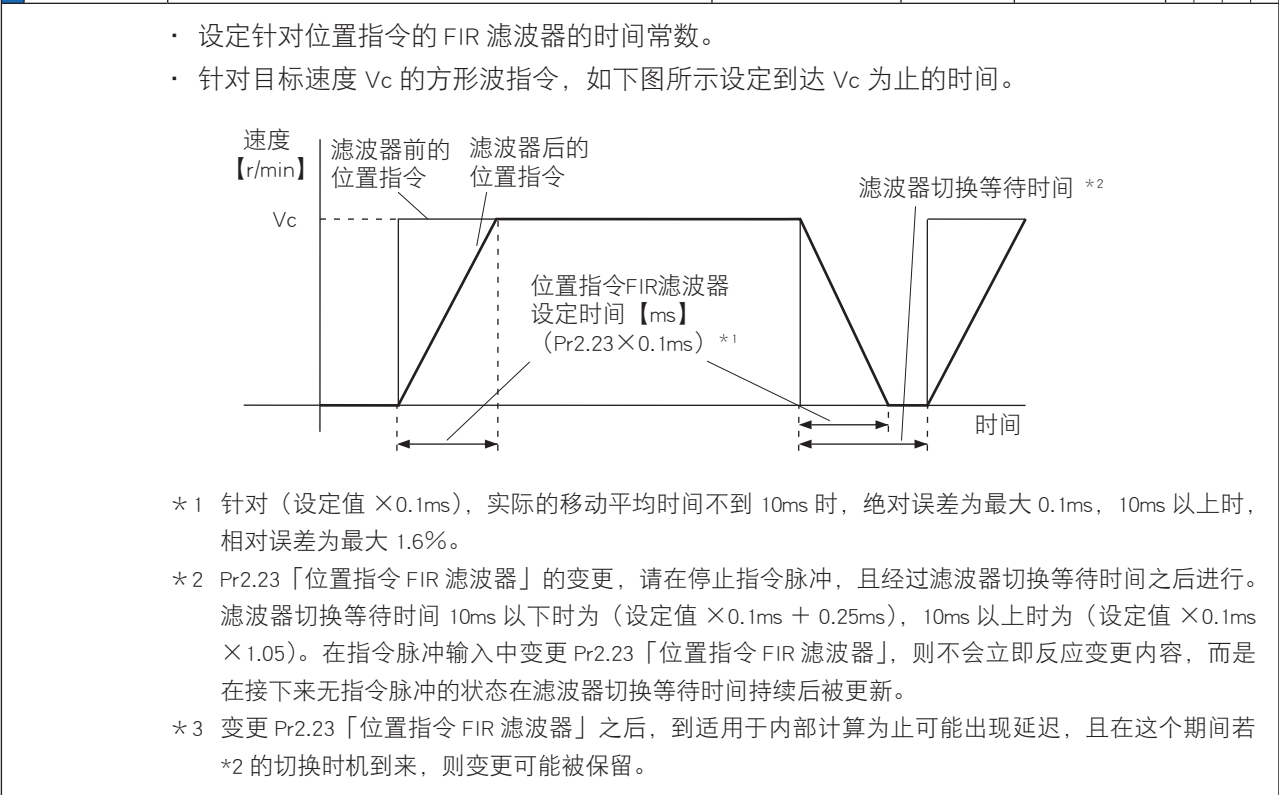 · 设定针对位置指令的 FIR 滤波器的时间常数。
· 针对目标速度 Vc 的方形波指令，如下图所示设定到达 Vc 为止的时间。
速度
【r/min】
滤波器前的
位置指令
滤波器后的
位置指令
滤波器切换等待时间 *2
Vc
位置指令FIR滤波器
设定时间【ms】
（Pr2.23×0.1ms）*1
时间
＊1 针对（设定值 ×0.1ms），实际的移动平均时间不到 10ms 时，绝对误差为最大 0.1ms，10ms 以上时，
相对误差为最大 1.6%。
＊2 Pr2.23「位置指令 FIR 滤波器」的变更，请在停止指令脉冲，且经过滤波器切换等待时间之后进行。
滤波器切换等待时间 10ms 以下时为（设定值 ×0.1ms ＋ 0.25ms），10ms 以上时为（设定值 ×0.1ms
×1.05）。在指令脉冲输入中变更 Pr2.23「位置指令 FIR 滤波器」，则不会立即反应变更内容，而是
在接下来无指令脉冲的状态在滤波器切换等待时间持续后被更新。
＊3 变更 Pr2.23「位置指令 FIR 滤波器」之后，到适用于内部计算为止可能出现延迟，且在这个期间若
*2 的切换时机到来，则变更可能被保留。